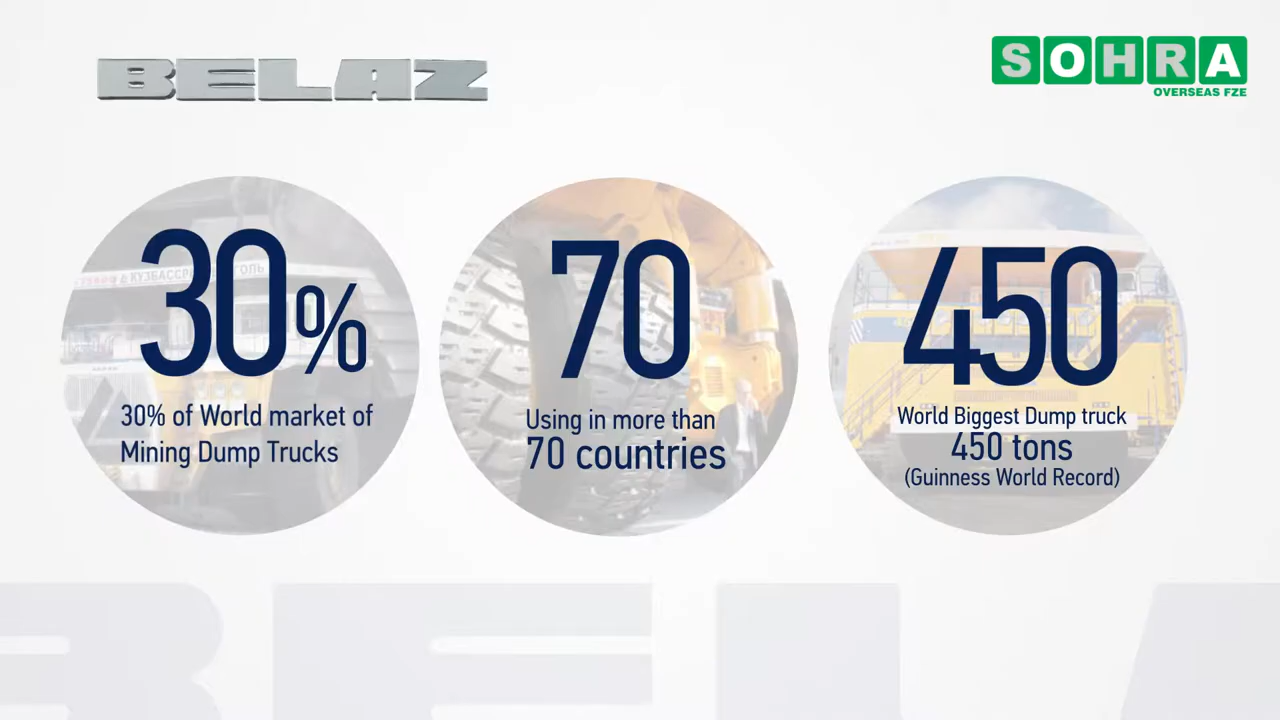 BELAZ
SOHRA
OVERSEAS FZE
30%
30% of World market of
Mining Dump Trucks
70
Using in more than
70 countries
450
World Biggest Dump truck
450 tons
(Guinness World Record)